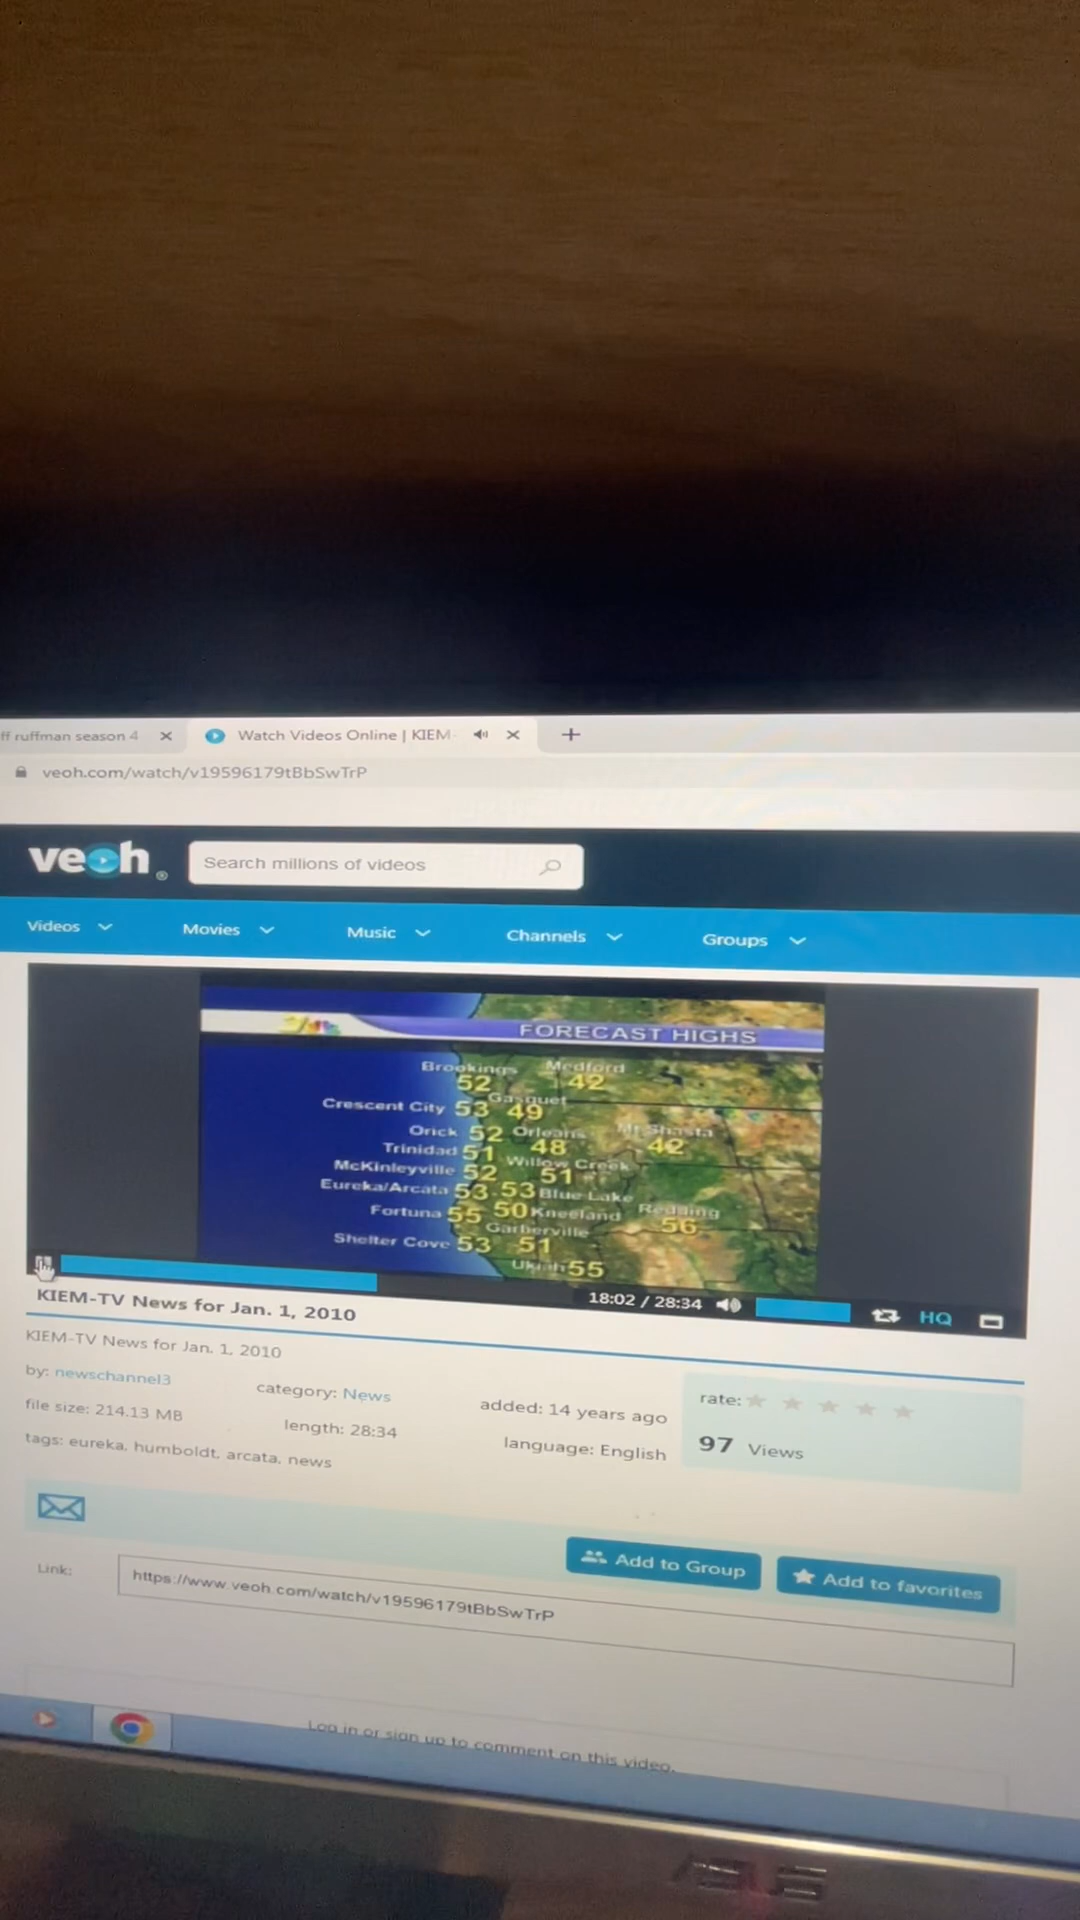 ff ruffman season 4
Watch Videos Online | KIEM
veoh.com/watch/v19596179tBbSwTrP
veoh
Search millions of videos
Videos
Movies
Music
Channels
Groups
FORECAST HIGHS
Brookings Medford
52 42
Gasquet
Crescent City 53 49
Orick 52 Orleans Mt Shasta
Trinidad 51 48 42
McKinleyville 52 Willow Creek
51
Eureka/Arcata 53 53 Blue Lake
Fortuna 55 50 Kneeland Redding
Garberville 56
Shelter Cove 53 51
Ukiah 55
18:02 / 28:34
HQ
KIEM-TV News for Jan. 1, 2010
KIEM-TV News for Jan. 1, 2010
by: newschannel3
category: News
added: 14 years ago
rate:
file size: 214.13 MB
length: 28:34
language: English
97 Views
tags: eureka, humboldt, arcata, news
Add to Group
Add to favorites
Link:
https://www.veoh.com/watch/v19596179tBbSwTrP
Log in or sign up to comment on this video.
ASUS